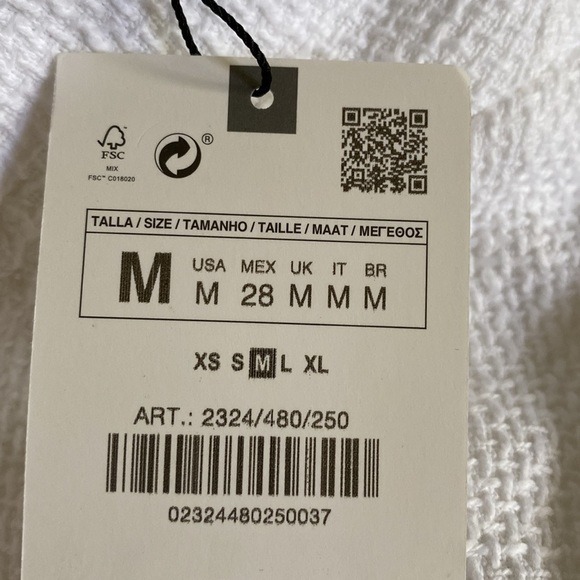 FSC
MIX
FSC™ C018020
®
TALLA / SIZE / TAMANHO / TAILLE / MAAT / ΜΕΓΕΘΟΣ
M USA MEX UK IT BR
M 28 M M M
XS S M L XL
ART.: 2324/480/250
02324480250037